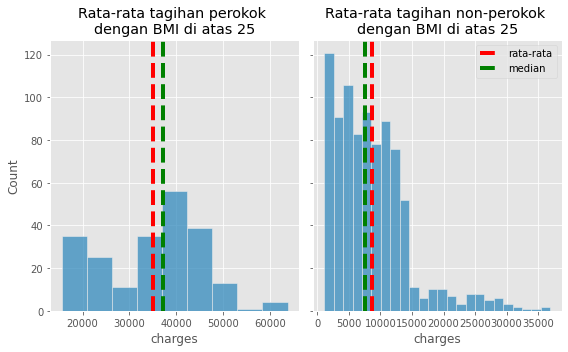 Rata-rata tagihan perokok
dengan BMI di atas 25
Rata-rata tagihan non-perokok
dengan BMI di atas 25
rata-rata
median
Count
120
100
80
60
40
20
0
20000 30000 40000 50000 60000
0 5000 10000 15000 20000 25000 30000 35000
charges
charges